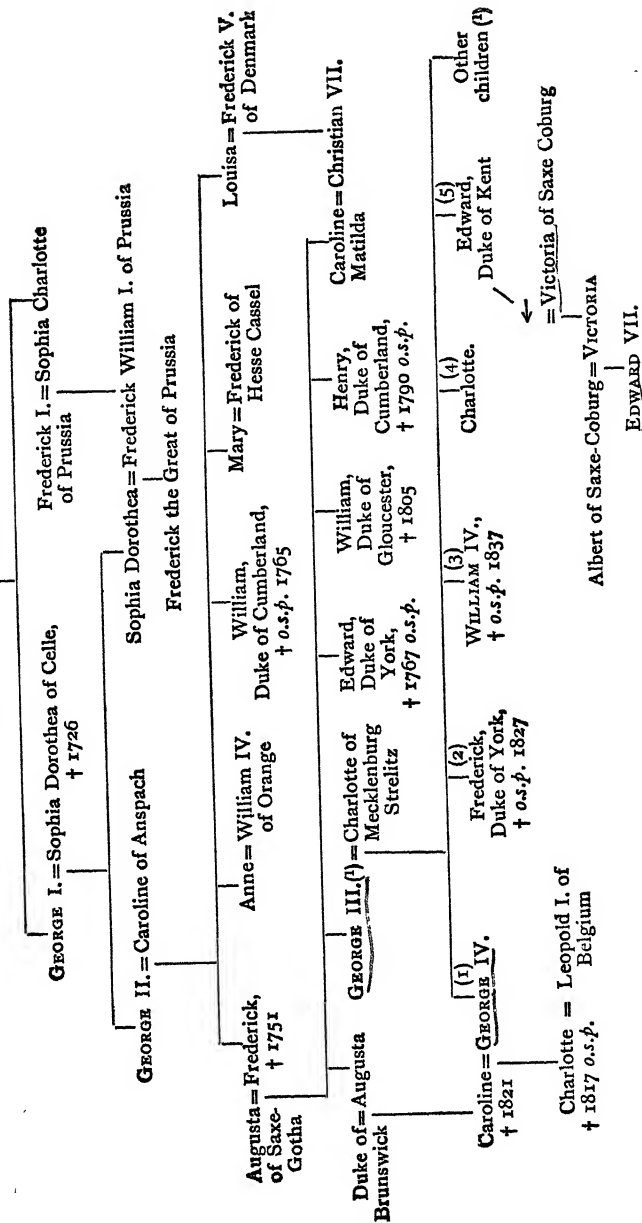 GEORGE I. = Sophia Dorothea of Celle,
† 1726
Frederick I. = Sophia Charlotte
of Prussia
GEORGE II. = Caroline of Anspach
Sophia Dorothea = Frederick William I. of Prussia
Frederick the Great of Prussia
Augusta = Frederick,
of Saxe- † 1751
Gotha
Anne = William IV.
of Orange
William,
Duke of Cumberland,
† o.s.p. 1765
Mary = Frederick of
Hesse Cassel
Louisa = Frederick V.
of Denmark
Duke of = Augusta
Brunswick
GEORGE III.(¹) = Charlotte of
Mecklenburg
Strelitz
Edward,
Duke of
York,
† 1767 o.s.p.
William,
Duke of
Gloucester,
† 1805
Henry,
Duke of
Cumberland,
† 1790 o.s.p.
Caroline = Christian VII.
Matilda
(1)
Caroline = GEORGE IV.
† 1821
(2)
Frederick,
Duke of York,
† o.s.p. 1827
(3)
WILLIAM IV.,
† o.s.p. 1837
(4)
Charlotte.
(5)
Edward,
Duke of Kent
Other
children (¹)
Charlotte = Leopold I. of
† 1817 o.s.p. Belgium
= Victoria of Saxe Coburg
Albert of Saxe-Coburg = VICTORIA
EDWARD VII.